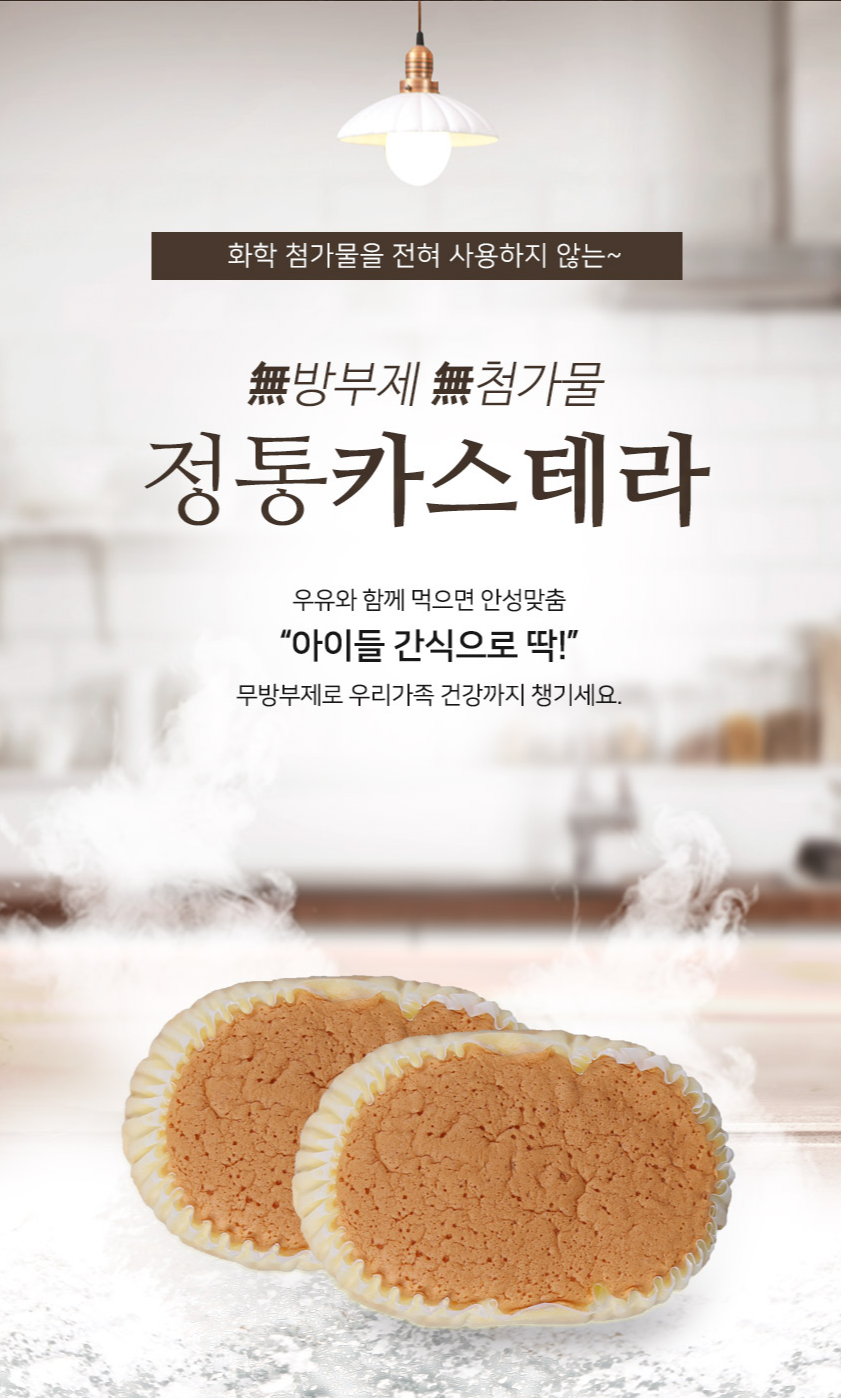 화학 첨가물을 전혀 사용하지 않는~
無방부제 無첨가물
정통카스테라
우유와 함께 먹으면 안성맞춤
“아이들 간식으로 딱!”
무방부제로 우리가족 건강까지 챙기세요.